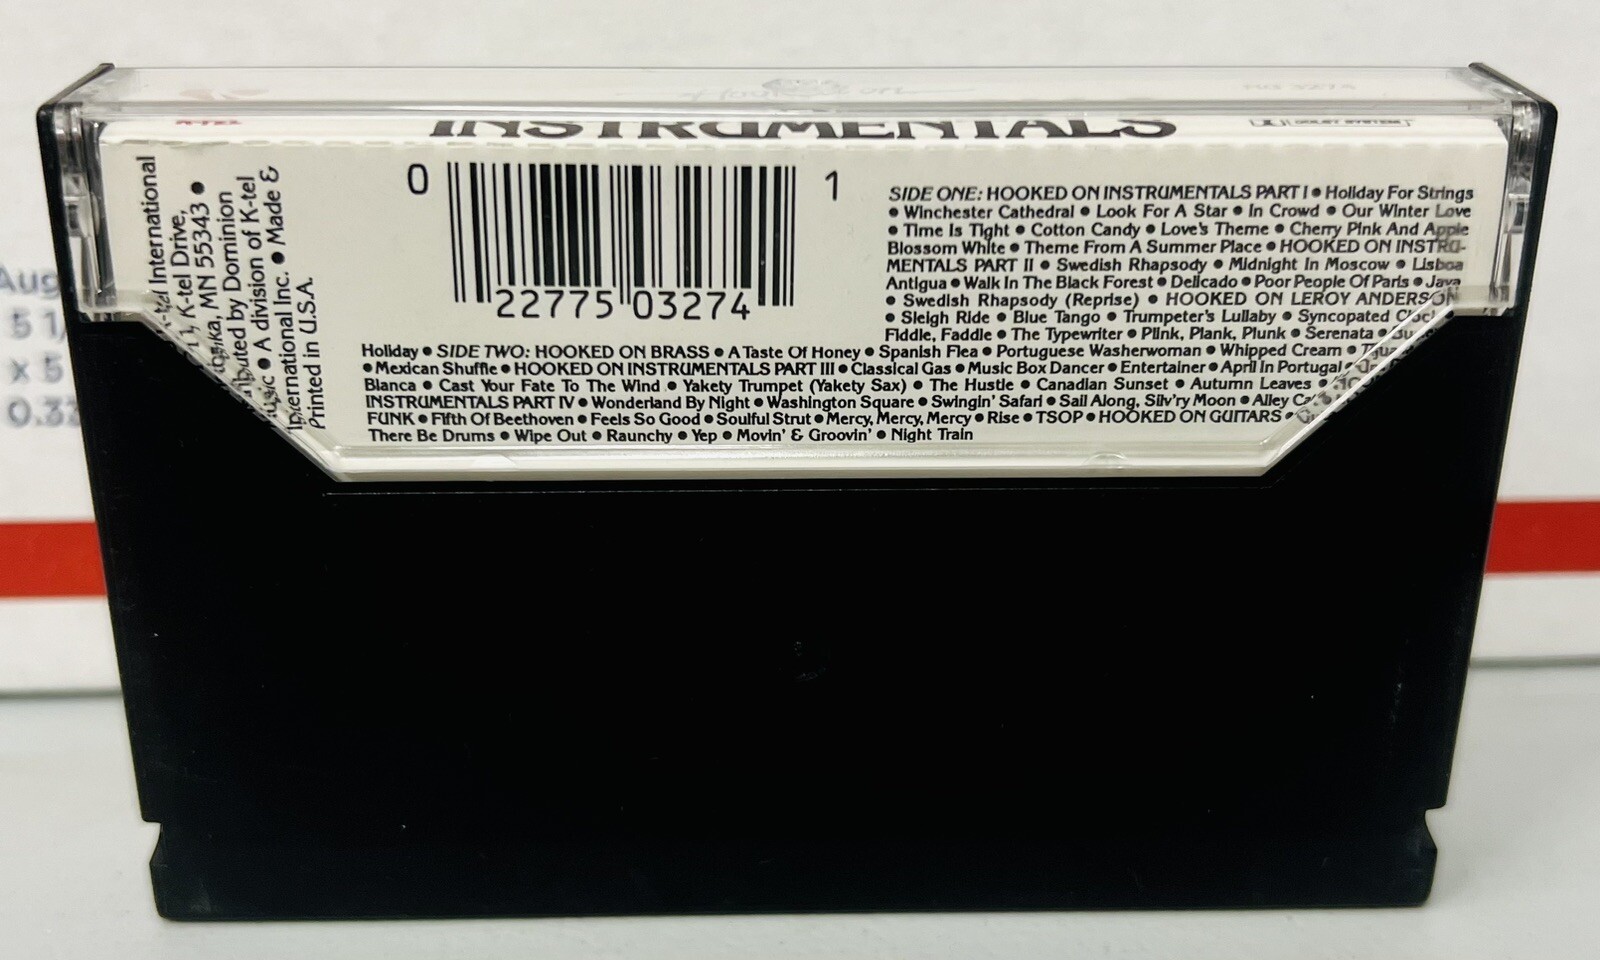 Hooked on
INSTRUMENTALS
K-TEL
DOLBY SYSTEM
0
1
22775 03274
International
K-tel Drive,
MN 55343 ●
Dominion
● A division of K-tel
International Inc. ● Made &
Printed in U.S.A.
SIDE ONE: HOOKED ON INSTRUMENTALS PART I ● Holiday For Strings
● Winchester Cathedral ● Look For A Star ● In Crowd ● Our Winter Love
● Time Is Tight ● Cotton Candy ● Love's Theme ● Cherry Pink And Apple
Blossom White ● Theme From A Summer Place ● HOOKED ON INSTRU-
MENTALS PART II ● Swedish Rhapsody ● Midnight In Moscow ● Lisboa
Antigua ● Walk In The Black Forest ● Delicado ● Poor People Of Paris ● Java
● Swedish Rhapsody (Reprise) ● HOOKED ON LEROY ANDERSON
● Sleigh Ride ● Blue Tango ● Trumpeter's Lullaby ● Syncopated Clock
Fiddle, Faddle ● The Typewriter ● Plink, Plank, Plunk ● Serenata ●
Holiday ● SIDE TWO: HOOKED ON BRASS ● A Taste Of Honey ● Spanish Flea ● Portuguese Washerwoman ● Whipped Cream ●
● Mexican Shuffle ● HOOKED ON INSTRUMENTALS PART III ● Classical Gas ● Music Box Dancer ● Entertainer ● April In Portugal ●
Blanca ● Cast Your Fate To The Wind ● Yakety Trumpet (Yakety Sax) ● The Hustle ● Canadian Sunset ● Autumn Leaves ●
INSTRUMENTALS PART IV ● Wonderland By Night ● Washington Square ● Swingin' Safari ● Sail Along, Silv'ry Moon ● Alley
FUNK ● Fifth Of Beethoven ● Feels So Good ● Soulful Strut ● Mercy, Mercy, Mercy ● Rise ● TSOP ● HOOKED ON GUITARS ●
There Be Drums ● Wipe Out ● Raunchy ● Yep ● Movin' & Groovin' ● Night Train
Aug
5 1/
x 5